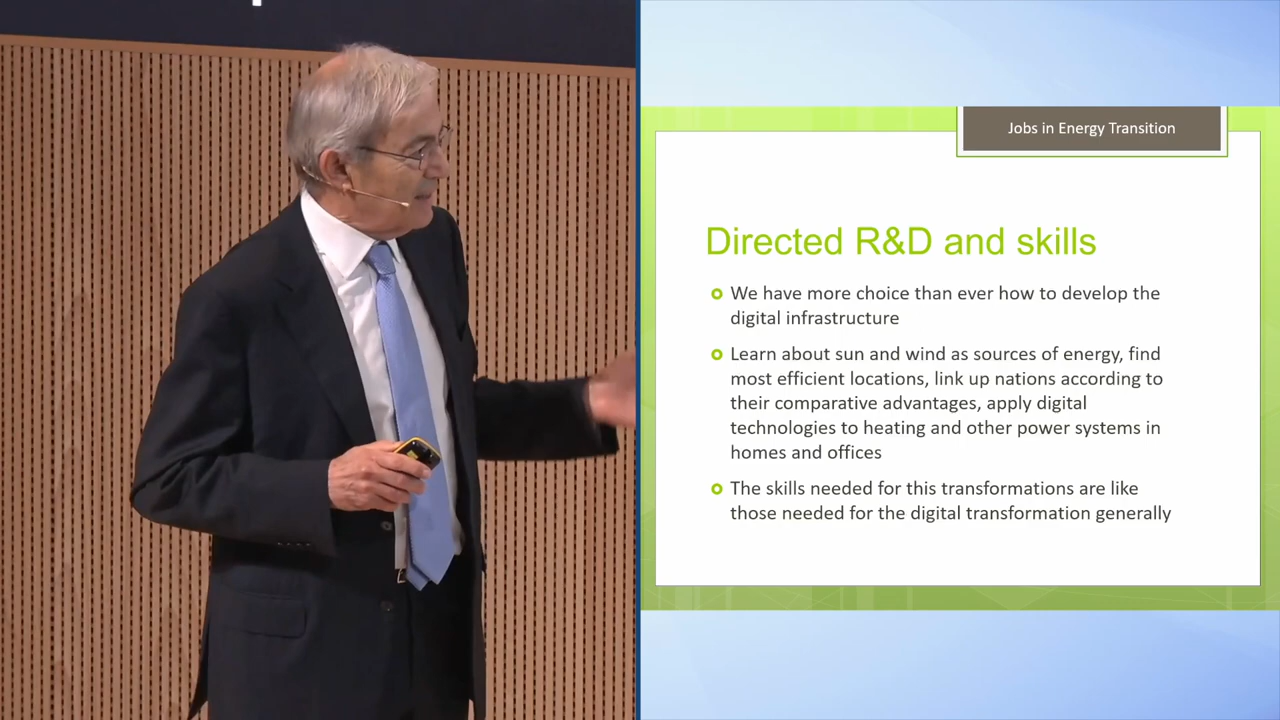 Jobs in Energy Transition
Directed R&D and skills
We have more choice than ever how to develop the
digital infrastructure
Learn about sun and wind as sources of energy, find
most efficient locations, link up nations according to
their comparative advantages, apply digital
technologies to heating and other power systems in
homes and offices
The skills needed for this transformations are like
those needed for the digital transformation generally